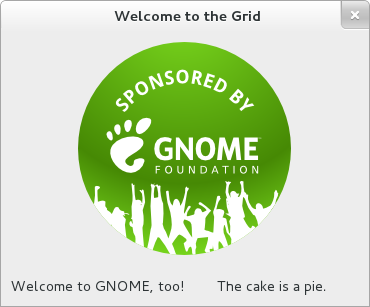 Welcome to the Grid
SPONSORED BY
GNOME
FOUNDATION
Welcome to GNOME, too!
The cake is a pie.